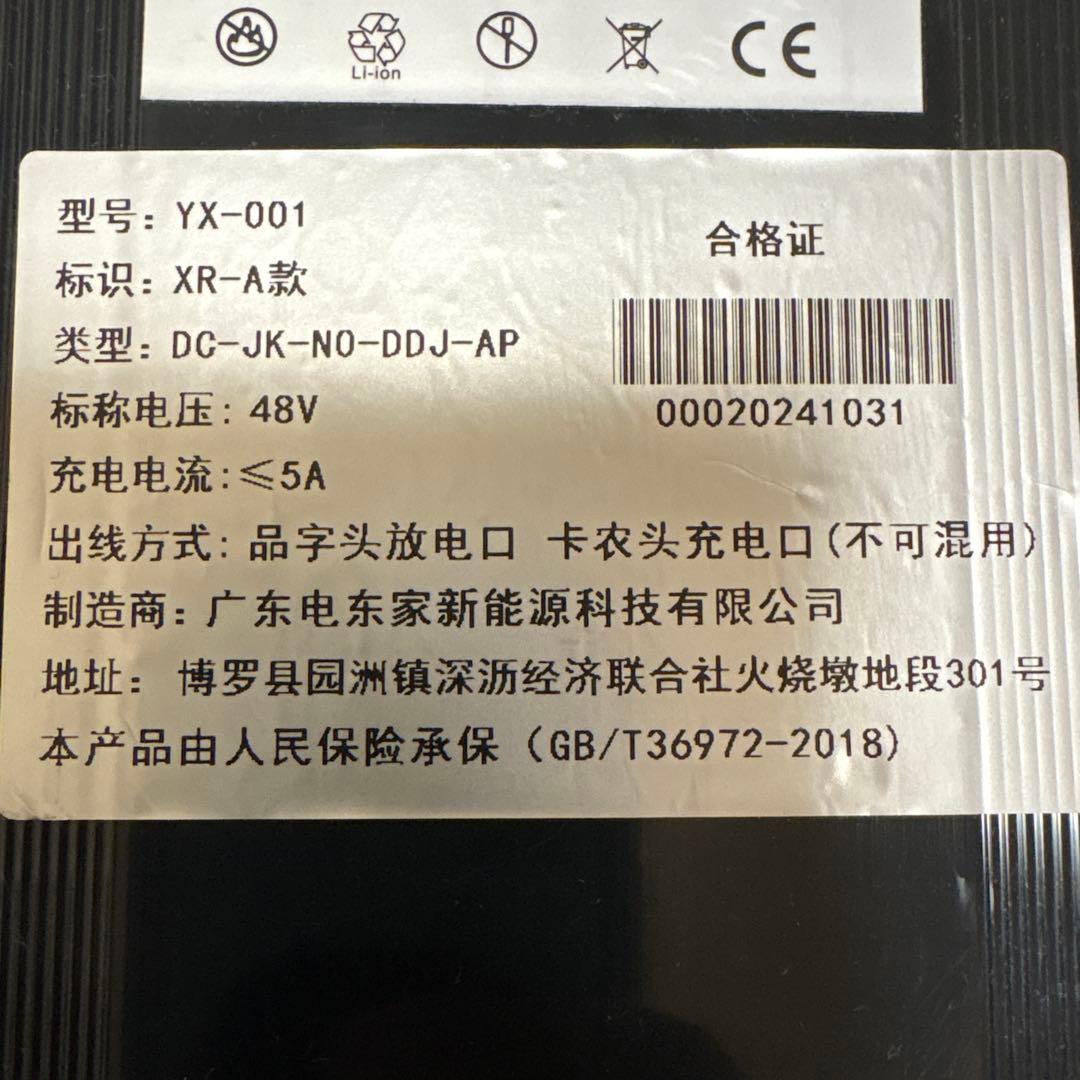 Li-ion
CE
型号：YX-001
标识：XR-A款
类型：DC-JK-NO-DDJ-AP
标称电压：48V
充电电流:≤5A
合格证
00020241031
出线方式：品字头放电口 卡农头充电口(不可混用)
制造商：广东电东家新能源科技有限公司
地址：博罗县园洲镇深沥经济联合社火烧墩地段301号
本产品由人民保险承保（GB/T36972-2018)